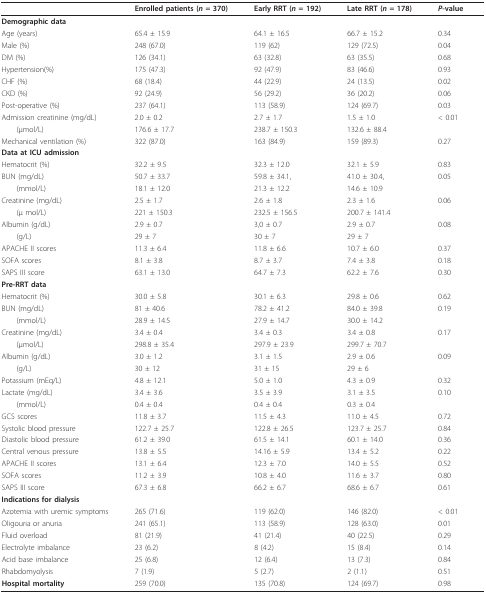 Enrolled patients (n = 370) Early RRT (n = 192) Late RRT (n = 178) P-value
Demographic data
Age (years) 65.4 ± 15.9 64.1 ± 16.5 66.7 ± 15.2 0.34
Male (%) 248 (67.0) 119 (62) 129 (72.5) 0.04
DM (%) 126 (34.1) 63 (32.8) 63 (35.5) 0.68
Hypertension(%) 175 (47.3) 92 (47.9) 83 (46.6) 0.93
CHF (%) 68 (18.4) 44 (22.9) 24 (13.5) 0.02
CKD (%) 92 (24.9) 56 (29.2) 36 (20.2) 0.06
Post-operative (%) 237 (64.1) 113 (58.9) 124 (69.7) 0.03
Admission creatinine (mg/dL) 2.0 ± 0.2 2.7 ± 1.7 1.5 ± 1.0 < 0.01
(μmol/L) 176.6 ± 17.7 238.7 ± 150.3 132.6 ± 88.4
Mechanical ventilation (%) 322 (87.0) 163 (84.9) 159 (89.3) 0.27
Data at ICU admission
Hematocrit (%) 32.2 ± 9.5 32.3 ± 12.0 32.1 ± 5.9 0.83
BUN (mg/dL) 50.7 ± 33.7 59.8 ± 34.1, 41.0 ± 30.4, 0.05
(mmol/L) 18.1 ± 12.0 21.3 ± 12.2 14.6 ± 10.9
Creatinine (mg/dL) 2.5 ± 1.7 2.6 ± 1.8 2.3 ± 1.6 0.06
(μ mol/L) 221 ± 150.3 232.5 ± 156.5 200.7 ± 141.4
Albumin (g/dL) 2.9 ± 0.7 3,0 ± 0.7 2.9 ± 0.7 0.08
(g/L) 29 ± 7 30 ± 7 29 ± 7
APACHE II scores 11.3 ± 6.4 11.8 ± 6.6. 10.7 ± 6.0 0.37
SOFA scores 8.1 ± 3.8 8.7 ± 3.7 7.4 ± 3.8 0.18
SAPS III score 63.1 ± 13.0 64.7 ± 7.3 62.2 ± 7.6 0.30
Pre-RRT data
Hematocrit (%) 30.0 ± 5.8 30.1 ± 6.3 29.8 ± 0.6 0.62
BUN (mg/dL) 81 ± 40.6 78.2 ± 41.2 84.0 ± 39.8 0.19
(mmol/L) 28.9 ± 14.5 27.9 ± 14.7 30.0 ± 14.2
Creatinine (mg/dL) 3.4 ± 0.4 3.4 ± 0.3 3.4 ± 0.8 0.17
(μmol/L) 298.8 ± 35.4 297.9 ± 23.9 299.7 ± 70.7
Albumin (g/dL) 3.0 ± 1.2 3.1 ± 1.5 2.9 ± 0.6 0.09
(g/L) 30 ± 12 31 ± 15 29 ± 6
Potassium (mEq/L) 4.8 ± 12.1 5.0 ± 1.0 4.3 ± 0.9 0.32
Lactate (mg/dL) 3.4 ± 3.6 3.5 ± 3.9 3.1 ± 3.5 0.10
(mmol/L) 0.4 ± 0.4 0.4 ± 0.4 0.3 ± 0.4
GCS scores 11.8 ± 3.7 11.5 ± 4.3 11.0 ± 4.5 0.72
Systolic blood pressure 122.7 ± 25.7 122.8 ± 26.5 123.7 ± 25.7 0.84
Diastolic blood pressure 61.2 ± 39.0 61.5 ± 14.1 60.1 ± 14.0 0.36
Central venous pressure 13.8 ± 5.5 14.16 ± 5.9 13.4 ± 5.2 0.22
APACHE II scores 13.1 ± 6.4 12.3 ± 7.0 14.0 ± 5.5 0.52
SOFA scores 11.2 ± 3.9 10.8 ± 4.0 11.6 ± 3.7 0.80
SAPS III score 67.3 ± 6.8 66.2 ± 6.7 68.6 ± 6.7 0.61
Indications for dialysis
Azotemia with uremic symptoms 265 (71.6) 119 (62.0) 146 (82.0) < 0.01
Oligouria or anuria 241 (65.1) 113 (58.9) 128 (63.0) 0.01
Fluid overload 81 (21.9) 41 (21.4) 40 (22.5) 0.29
Electrolyte imbalance 23 (6.2) 8 (4.2) 15 (8.4) 0.14
Acid base imbalance 25 (6.8) 12 (6.4) 13 (7.3) 0.84
Rhabdomyolysis 7 (1.9) 5 (2.7) 2 (1.1) 0.51
Hospital mortality 259 (70.0) 135 (70.8) 124 (69.7) 0.98